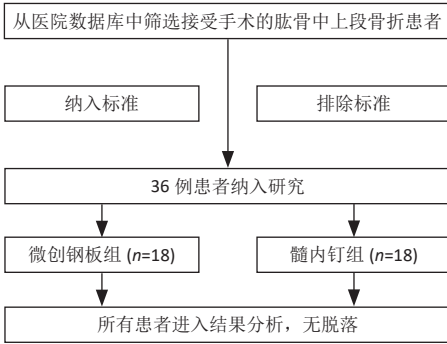 从医院数据库中筛选接受手术的肱骨中上段骨折患者
纳入标准
排除标准
36 例患者纳入研究
微创钢板组 (n=18)
髓内钉组 (n=18)
所有患者进入结果分析，无脱落